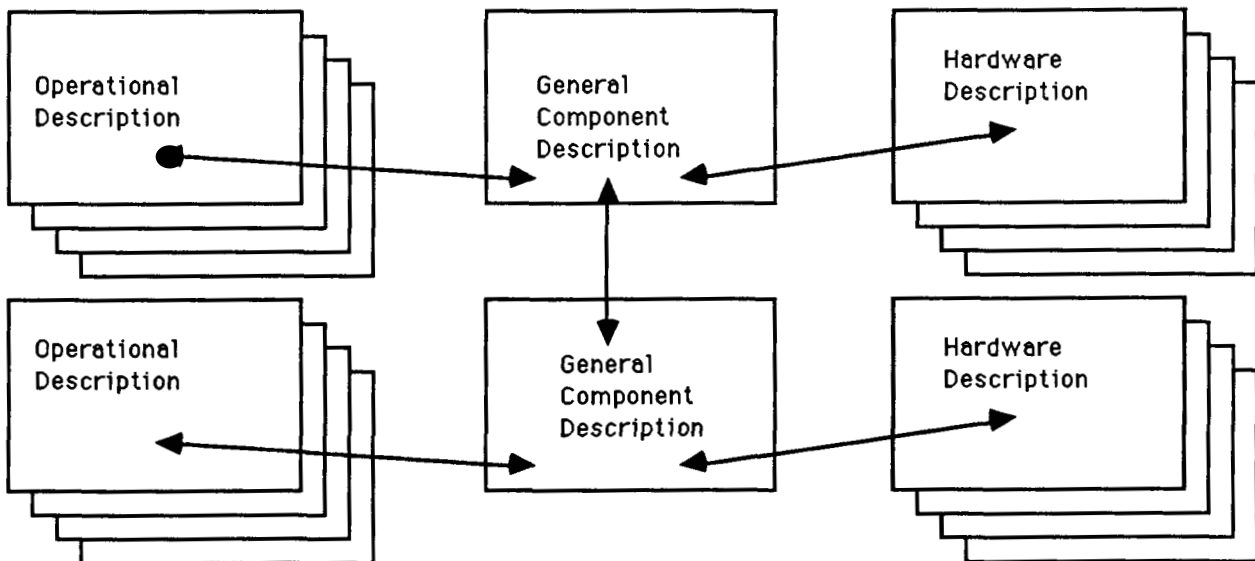 Operational
Description
General
Component
Description
Hardware
Description
Operational
Description
General
Component
Description
Hardware
Description